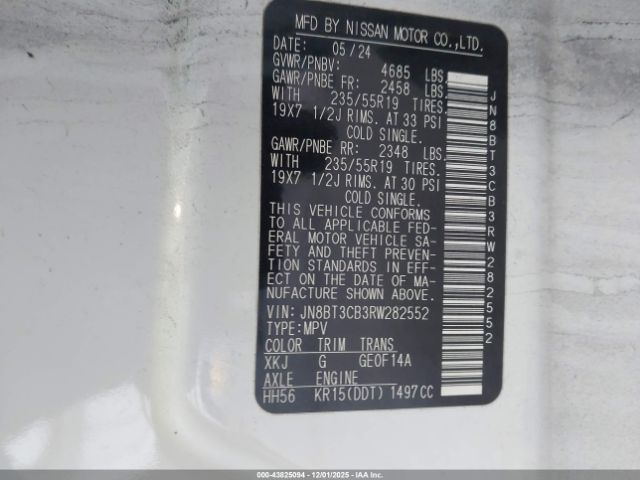 MFD BY NISSAN MOTOR CO.,LTD.
DATE: 05/24
GVWR/PNBV: 4685 LBS
GAWR/PNBE FR: 2458 LBS
WITH 235/55R19 TIRES.
19X7 1/2J RIMS. AT 33 PSI
COLD SINGLE.
GAWR/PNBE RR: 2348 LBS
WITH 235/55R19 TIRES.
19X7 1/2J RIMS. AT 30 PSI
COLD SINGLE.
THIS VEHICLE CONFORMS
TO ALL APPLICABLE FED-
ERAL MOTOR VEHICLE SA-
FETY AND THEFT PREVEN-
TION STANDARDS IN EFF-
ECT ON THE DATE OF MA-
NUFACTURE SHOWN ABOVE.
VIN: JN8BT3CB3RW282552
TYPE:MPV
COLOR TRIM TRANS
XKJ G GE0F14A
AXLE ENGINE
HH56 KR15(DDT) 1497CC
JN8BT3CB3RW282552
000-43825094 - 12/01/2025 - IAAI.COM